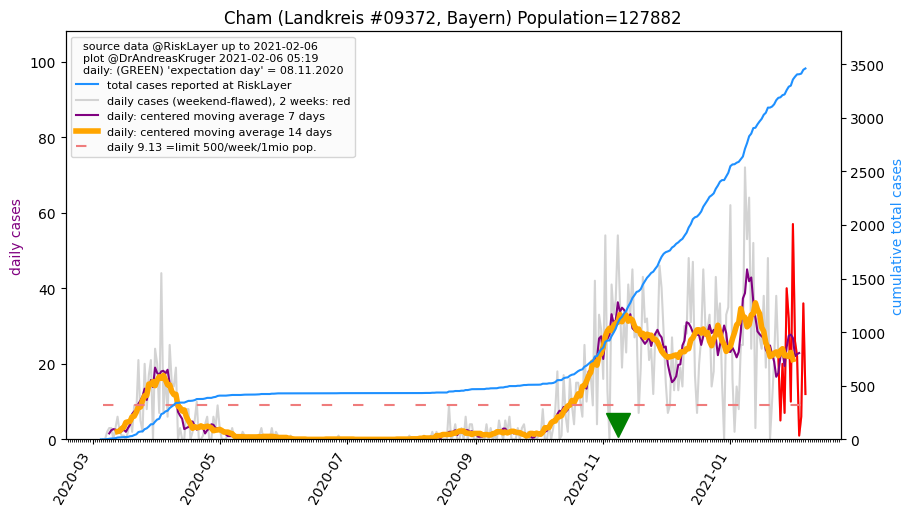 Cham (Landkreis #09372, Bayern) Population=127882
source data @RiskLayer up to 2021-02-06
plot @DrAndreasKruger 2021-02-06 05:19
daily: (GREEN) 'expectation day' = 08.11.2020
total cases reported at RiskLayer
daily cases (weekend-flawed), 2 weeks: red
daily: centered moving average 7 days
daily: centered moving average 14 days
daily 9.13 =limit 500/week/1mio pop.
daily cases
100
80
60
40
20
0
cumulative total cases
3500
3000
2500
2000
1500
1000
500
0
2020-03
2020-05
2020-07
2020-09
2020-11
2021-01